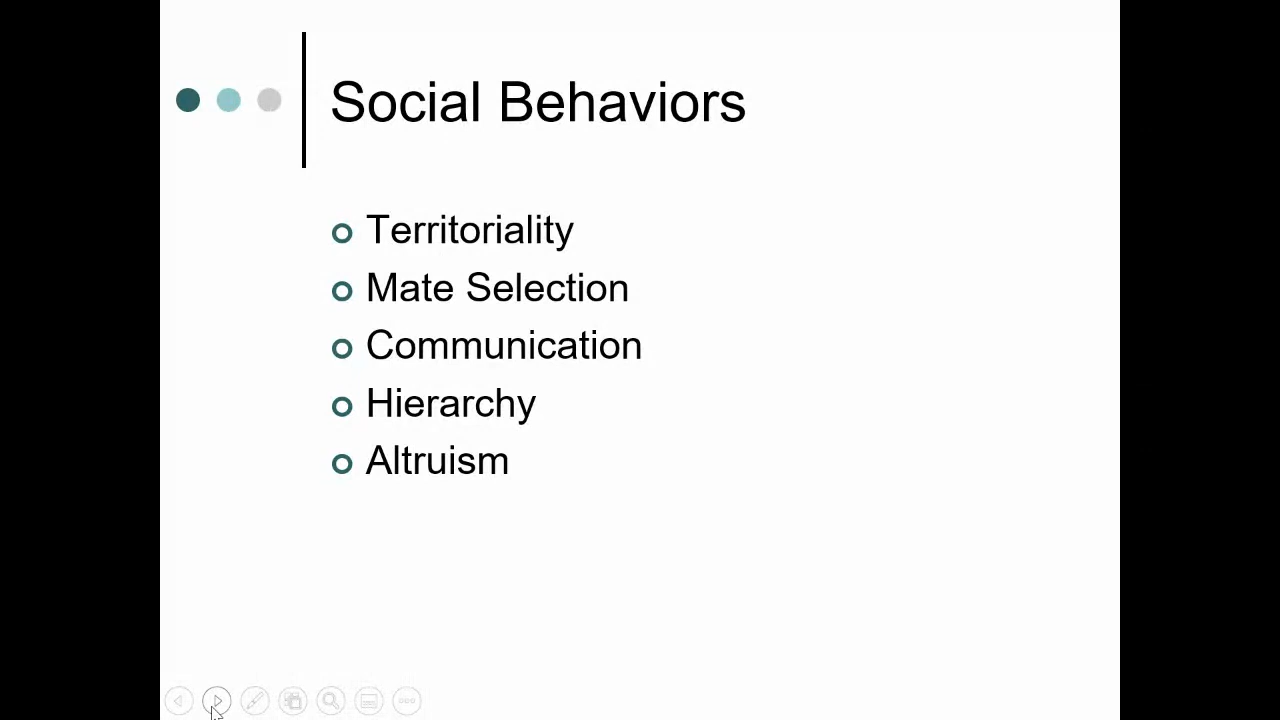 Social Behaviors
Territoriality
Mate Selection
Communication
Hierarchy
Altruism